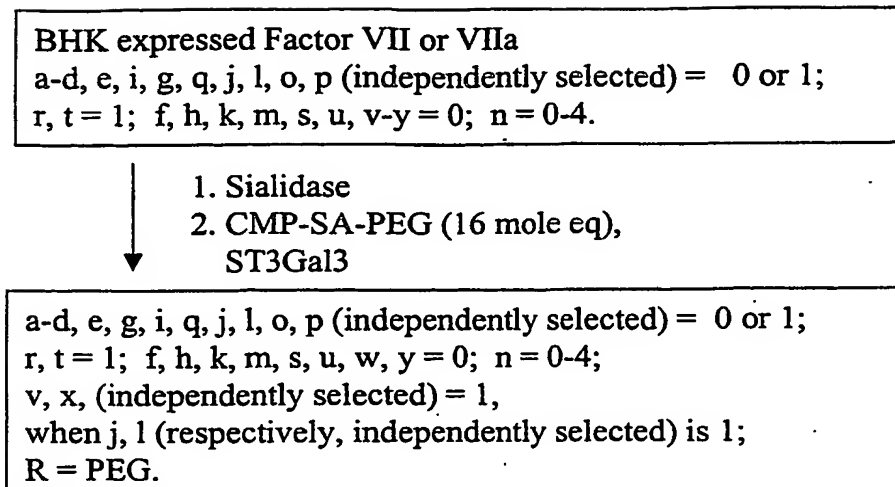 BHK expressed Factor VII or VIIa
a-d, e, i, g, q, j, l, o, p (independently selected) = 0 or 1;
r, t = 1; f, h, k, m, s, u, v-y = 0; n = 0-4.
1. Sialidase
2. CMP-SA-PEG (16 mole eq),
ST3Gal3
a-d, e, g, i, q, j, l, o, p (independently selected) = 0 or 1;
r, t = 1; f, h, k, m, s, u, w, y = 0; n = 0-4;
v, x, (independently selected) = 1,
when j, l (respectively, independently selected) is 1;
R = PEG.